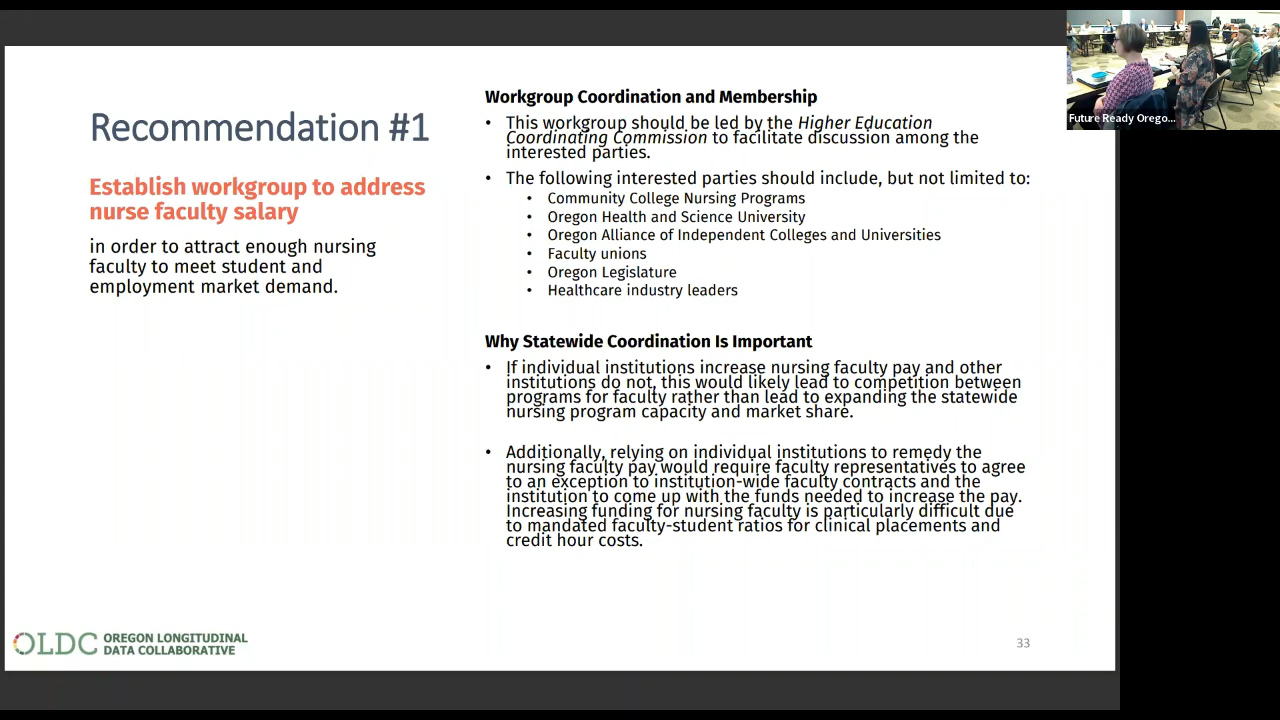 Recommendation #1
Establish workgroup to address
nurse faculty salary
in order to attract enough nursing
faculty to meet student and
employment market demand.
Workgroup Coordination and Membership
• This workgroup should be led by the Higher Education
Coordinating Commission to facilitate discussion among the
interested parties.
• The following interested parties should include, but not limited to:
• Community College Nursing Programs
• Oregon Health and Science University
• Oregon Alliance of Independent Colleges and Universities
• Faculty unions
• Oregon Legislature
• Healthcare industry leaders
Why Statewide Coordination Is Important
• If individual institutions increase nursing faculty pay and other
institutions do not, this would likely lead to competition between
programs for faculty rather than lead to expanding the statewide
nursing program capacity and market share.
• Additionally, relying on individual institutions to remedy the
nursing faculty pay would require faculty representatives to agree
to an exception to institution-wide faculty contracts and the
institution to come up with the funds needed to increase the pay.
Increasing funding for nursing faculty is particularly difficult due
to mandated faculty-student ratios for clinical placements and
credit hour costs.
OLDC OREGON LONGITUDINAL
DATA COLLABORATIVE
33
Future Ready Orego...